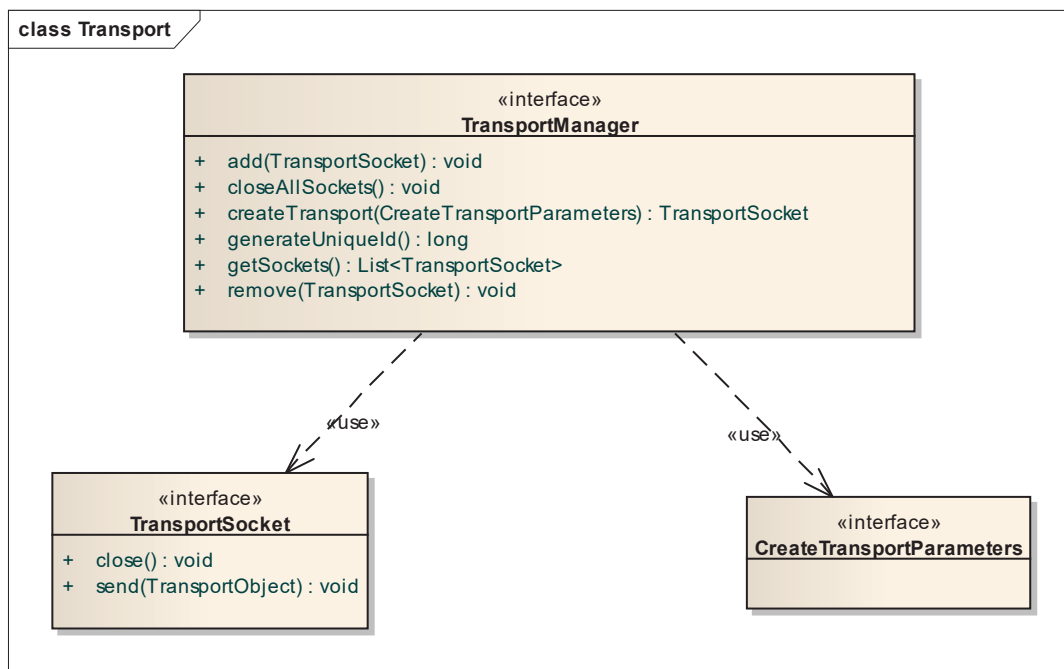 class Transport
«interface»
TransportManager
+ add(TransportSocket) : void
+ closeAllSockets() : void
+ createTransport(CreateTransportParameters) : TransportSocket
+ generateUniqueId() : long
+ getSockets() : List<TransportSocket>
+ remove(TransportSocket) : void
«use»
«use»
«interface»
TransportSocket
+ close() : void
+ send(TransportObject) : void
«interface»
CreateTransportParameters